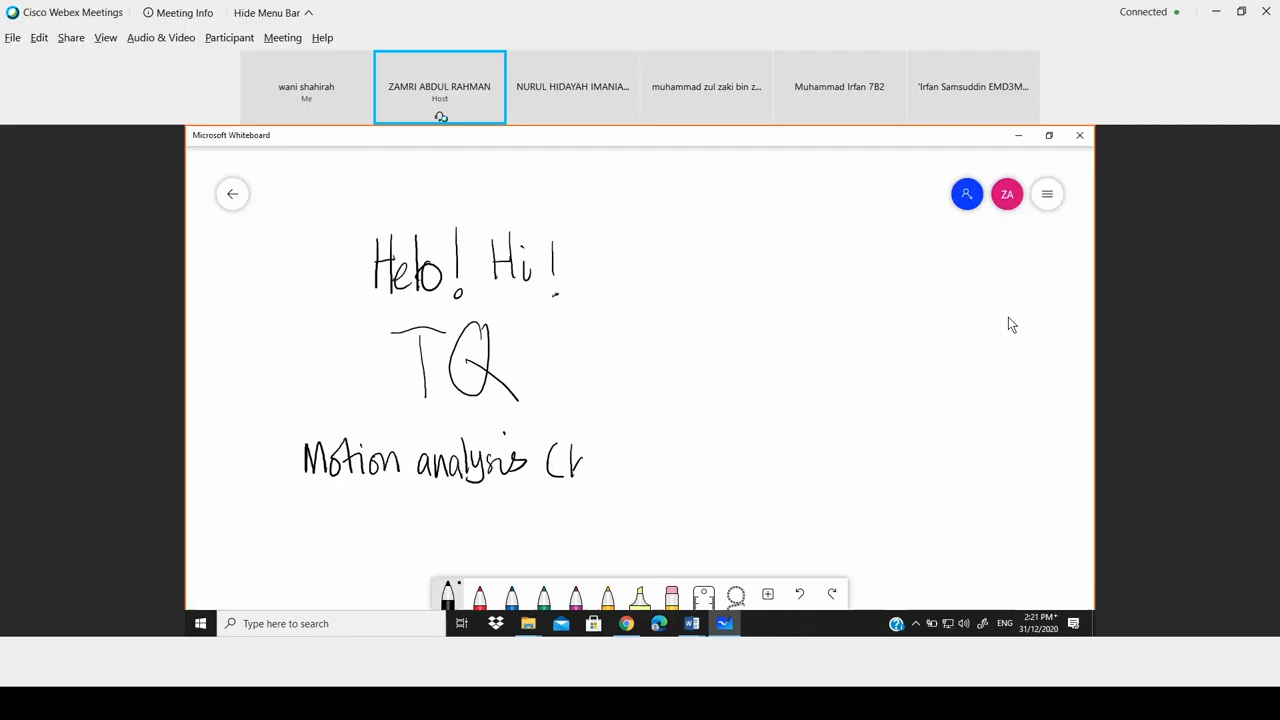 Cisco Webex Meetings Meeting Info Hide Menu Bar Connected
File Edit Share View Audio & Video Participant Meeting Help
wani shahirah
Me
ZAMRI ABDUL RAHMAN
Host
NURUL HIDAYAH IMANIA...
muhammad zul zaki bin z...
Muhammad Irfan 7B2
'Irfan Samsuddin EMD3M...
Microsoft Whiteboard
ZA
Helo! Hi!
TQ
Motion analysis (
Type here to search
ENG
2:21 PM
31/12/2020